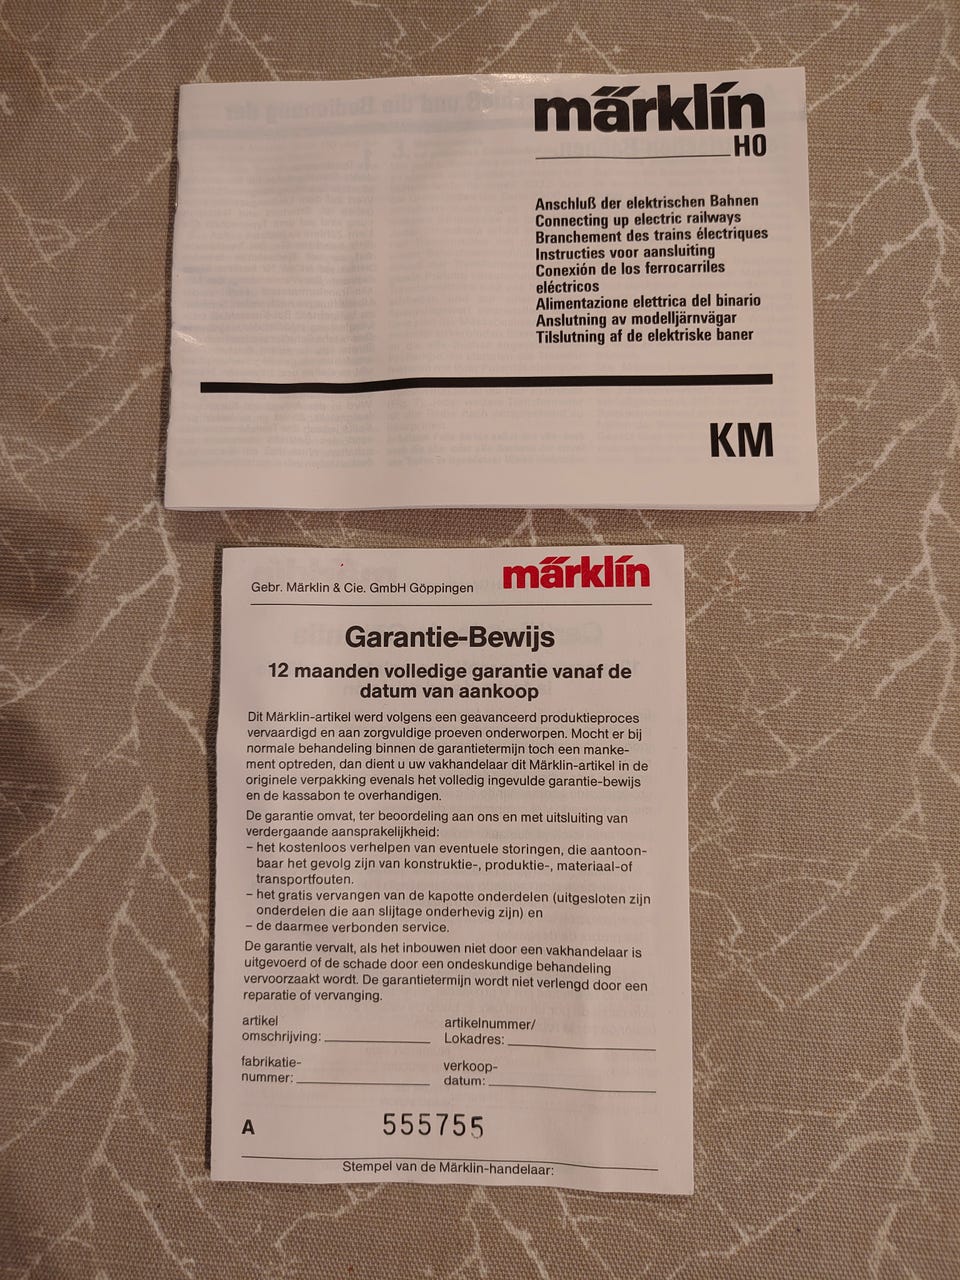 märklin
HO
Anschluß der elektrischen Bahnen
Connecting up electric railways
Branchement des trains électriques
Instructies voor aansluiting
Conexión de los ferrocarriles
eléctricos
Alimentazione elettrica del binario
Anslutning av modelljärnvägar
Tilslutning af de elektriske baner
KM
Gebr. Märklin & Cie. GmbH Göppingen
märklin
Garantie-Bewijs
12 maanden volledige garantie vanaf de
datum van aankoop
Dit Märklin-artikel werd volgens een geavanceerd produktieproces
vervaardigd en aan zorgvuldige proeven onderworpen. Mocht er bij
normale behandeling binnen de garantietermijn toch een manke-
ment optreden, dan dient u uw vakhandelaar dit Märklin-artikel in de
originele verpakking evenals het volledig ingevulde garantie-bewijs
en de kassabon te overhandigen.
De garantie omvat, ter beoordeling aan ons en met uitsluiting van
verdergaande aansprakelijkheid:
– het kostenloos verhelpen van eventuele storingen, die aantoon-
baar het gevolg zijn van konstruktie-, produktie-, materiaal-of
transportfouten.
– het gratis vervangen van de kapotte onderdelen (uitgesloten zijn
onderdelen die aan slijtage onderhevig zijn) en
– de daarmee verbonden service.
De garantie vervalt, als het inbouwen niet door een vakhandelaar is
uitgevoerd of de schade door een ondeskundige behandeling
vervoorzaakt wordt. De garantietermijn wordt niet verlengd door een
reparatie of vervanging.
artikel
omschrijving:
artikelnummer/
Lokadres:
fabrikatie-
nummer:
verkoop-
datum:
A 555755
Stempel van de Märklin-handelaar: